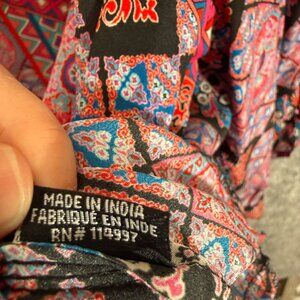 MADE IN INDIA
FABRIQUÉ EN INDE
RN# 114997